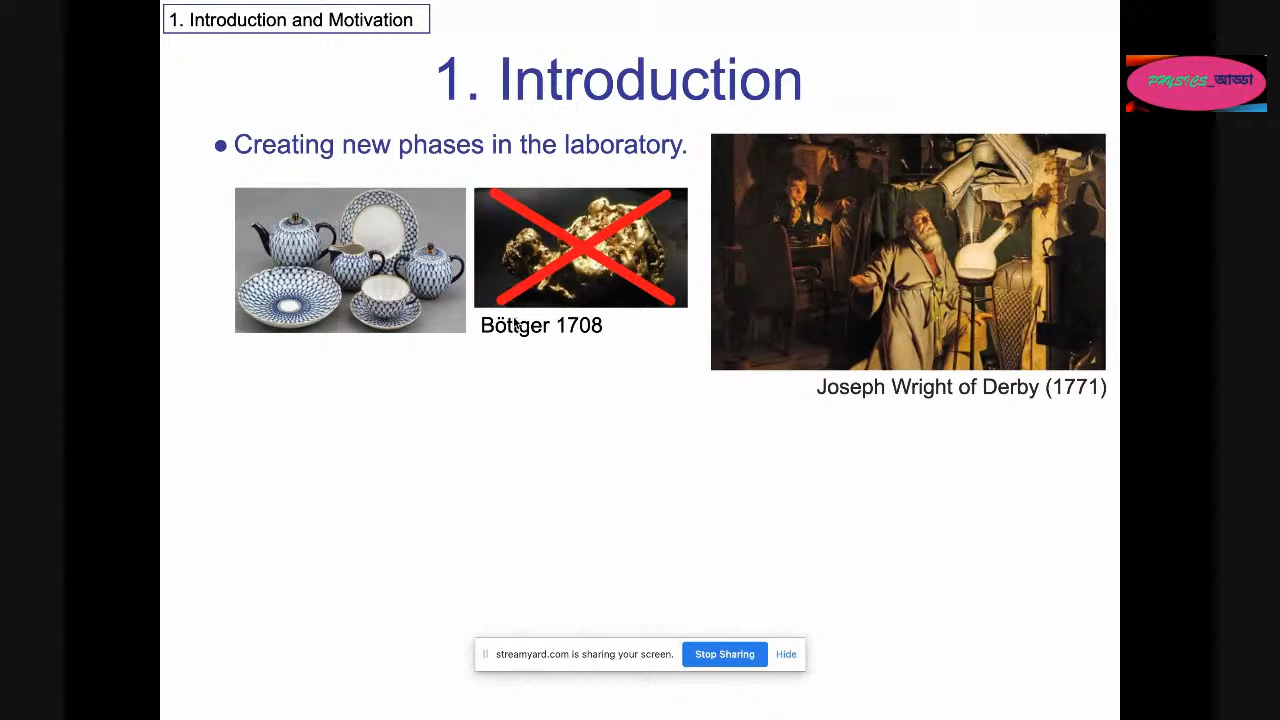 1. Introduction and Motivation
1. Introduction
PHYSICS_আড্ডা
• Creating new phases in the laboratory.
Böttger 1708
Joseph Wright of Derby (1771)
streamyard.com is sharing your screen.
Stop Sharing
Hide